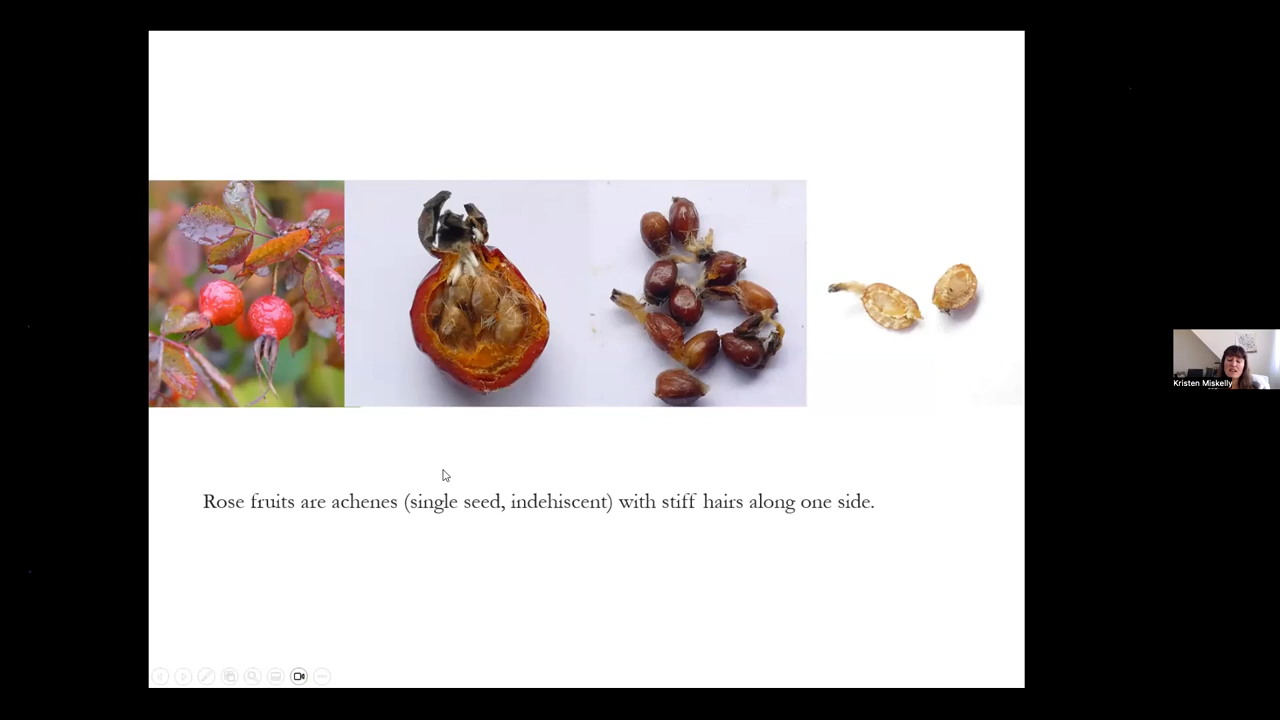 Kristen Miskelly
Rose fruits are achenes (single seed, indehiscent) with stiff hairs along one side.